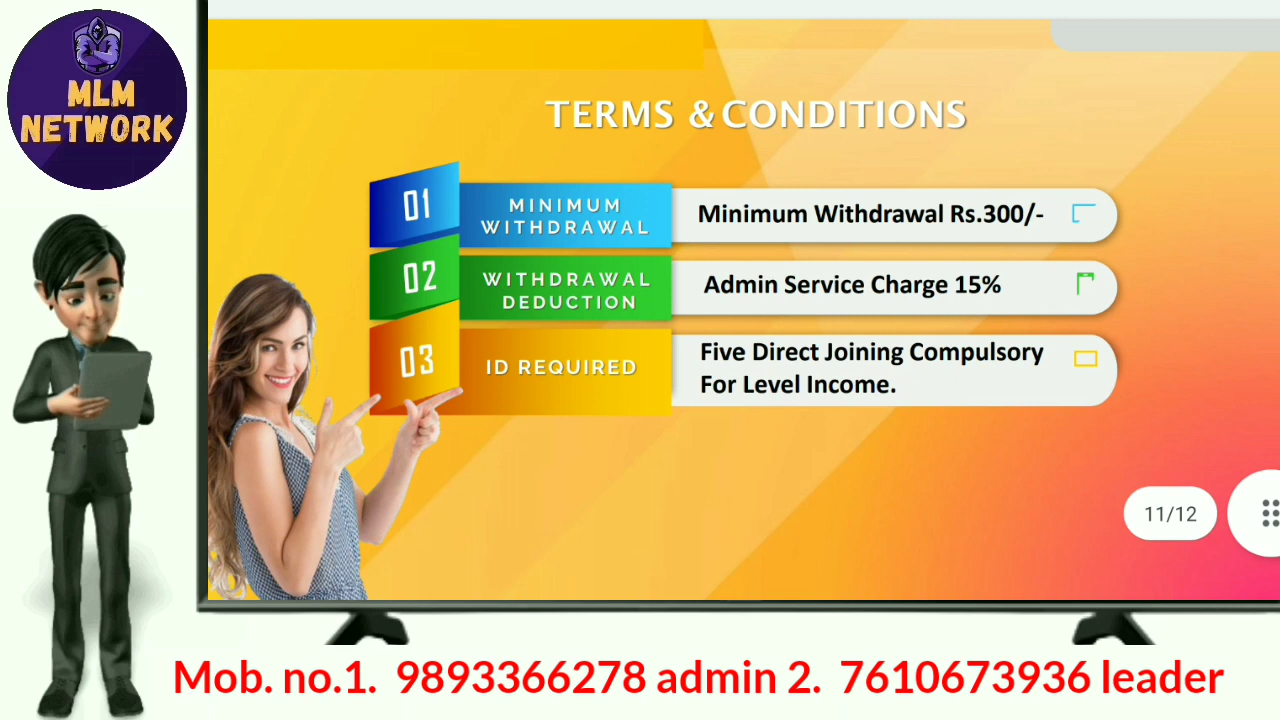 MLM
NETWORK
TERMS & CONDITIONS
01
MINIMUM
WITHDRAWAL
Minimum Withdrawal Rs.300/-
02
WITHDRAWAL
DEDUCTION
Admin Service Charge 15%
03
ID REQUIRED
Five Direct Joining Compulsory
For Level Income.
11/12
Mob. no.1. 9893366278 admin 2. 7610673936 leader